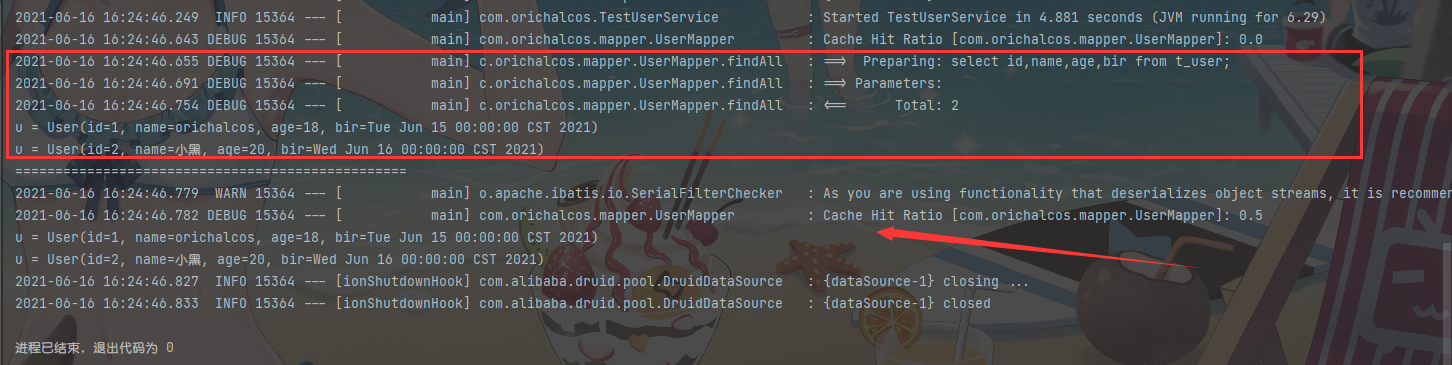 2021-06-16 16:24:46.249  INFO 15364 --- [           main] com.orichalcos.TestUserService           : Started TestUserService in 4.881 seconds (JVM running for 6.29)
2021-06-16 16:24:46.643 DEBUG 15364 --- [           main] com.orichalcos.mapper.UserMapper         : Cache Hit Ratio [com.orichalcos.mapper.UserMapper]: 0.0
2021-06-16 16:24:46.655 DEBUG 15364 --- [           main] c.orichalcos.mapper.UserMapper.findAll   : ==>  Preparing: select id,name,age,bir from t_user;
2021-06-16 16:24:46.691 DEBUG 15364 --- [           main] c.orichalcos.mapper.UserMapper.findAll   : ==> Parameters:
2021-06-16 16:24:46.754 DEBUG 15364 --- [           main] c.orichalcos.mapper.UserMapper.findAll   : <==      Total: 2
u = User(id=1, name=orichalcos, age=18, bir=Tue Jun 15 00:00:00 CST 2021)
u = User(id=2, name=小黑, age=20, bir=Wed Jun 16 00:00:00 CST 2021)
=================================================
2021-06-16 16:24:46.779  WARN 15364 --- [           main] o.apache.ibatis.io.SerialFilterChecker   : As you are using functionality that deserializes object streams, it is recommen
2021-06-16 16:24:46.782 DEBUG 15364 --- [           main] com.orichalcos.mapper.UserMapper         : Cache Hit Ratio [com.orichalcos.mapper.UserMapper]: 0.5
u = User(id=1, name=orichalcos, age=18, bir=Tue Jun 15 00:00:00 CST 2021)
u = User(id=2, name=小黑, age=20, bir=Wed Jun 16 00:00:00 CST 2021)
2021-06-16 16:24:46.827  INFO 15364 --- [ionShutdownHook] com.alibaba.druid.pool.DruidDataSource   : {dataSource-1} closing ...
2021-06-16 16:24:46.833  INFO 15364 --- [ionShutdownHook] com.alibaba.druid.pool.DruidDataSource   : {dataSource-1} closed
进程已结束，退出代码为 0